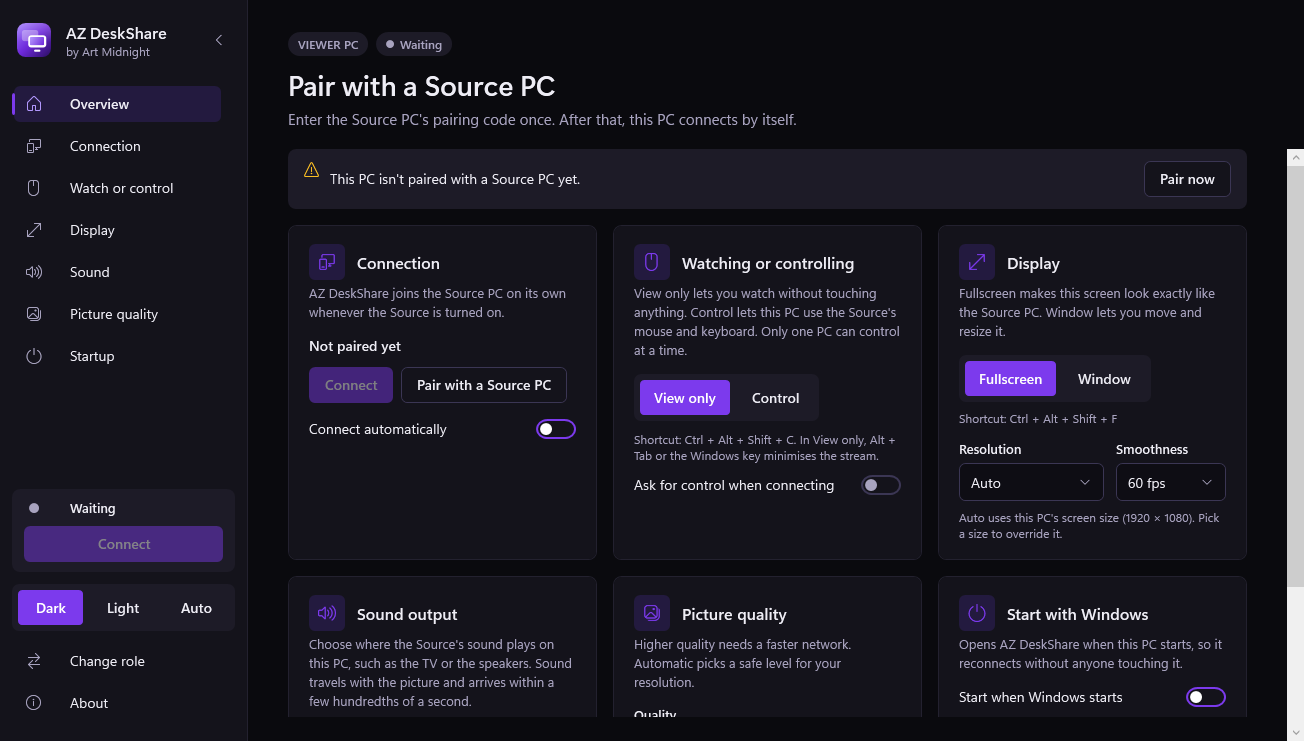 AZ DeskShare
by Art Midnight
Overview
Connection
Watch or control
Display
Sound
Picture quality
Startup
Waiting
Connect
Dark
Light
Auto
Change role
About
VIEWER PC
Waiting
Pair with a Source PC
Enter the Source PC's pairing code once. After that, this PC connects by itself.
This PC isn't paired with a Source PC yet.
Pair now
Connection
AZ DeskShare joins the Source PC on its own
whenever the Source is turned on.
Not paired yet
Connect
Pair with a Source PC
Connect automatically
Watching or controlling
View only lets you watch without touching
anything. Control lets this PC use the Source's
mouse and keyboard. Only one PC can control
at a time.
View only
Control
Shortcut: Ctrl + Alt + Shift + C. In View only, Alt +
Tab or the Windows key minimises the stream.
Ask for control when connecting
Display
Fullscreen makes this screen look exactly like
the Source PC. Window lets you move and
resize it.
Fullscreen
Window
Shortcut: Ctrl + Alt + Shift + F
Resolution
Smoothness
Auto
60 fps
Auto uses this PC's screen size (1920 × 1080). Pick
a size to override it.
Sound output
Choose where the Source's sound plays on
this PC, such as the TV or the speakers. Sound
travels with the picture and arrives within a
few hundredths of a second.
Picture quality
Higher quality needs a faster network.
Automatic picks a safe level for your
resolution.
Quality
Start with Windows
Opens AZ DeskShare when this PC starts, so it
reconnects without anyone touching it.
Start when Windows starts